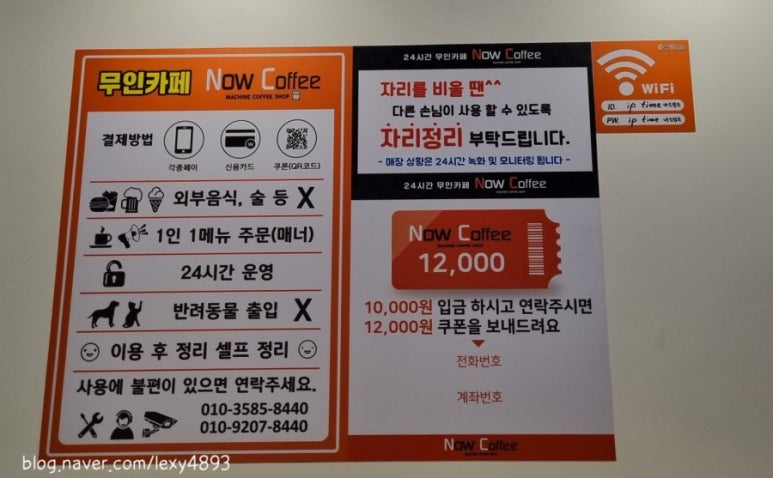 무인카페 Now Coffee
MACHINE COFFEE SHOP
결제방법
각종페이
신용카드
쿠폰(QR코드)
외부음식, 술 등 X
1인 1메뉴 주문(매너)
24시간 운영
반려동물 출입 X
이용 후 정리 셀프 정리
사용에 불편이 있으면 연락주세요.
010-3585-8440
010-9207-8440
24시간 무인카페 Now Coffee
자리를 비울 땐^^
다른 손님이 사용 할 수 있도록
자리정리 부탁드립니다.
- 매장 상황은 24시간 녹화 및 모니터링 됩니다 -
24시간 무인카페 Now Coffee
Now Coffee
MACHINE COFFEE SHOP
12,000
10,000원 입금 하시고 연락주시면
12,000원 쿠폰을 보내드려요
전화번호
계좌번호
Now Coffee
WiFi
ID. ip time
PW. ip time
blog.naver.com/lexy4893